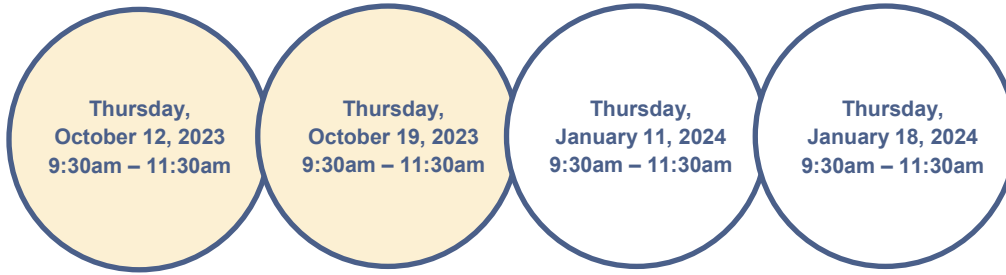 Thursday,
October 12, 2023
9:30am – 11:30am
Thursday,
October 19, 2023
9:30am – 11:30am
Thursday,
January 11, 2024
9:30am – 11:30am
Thursday,
January 18, 2024
9:30am – 11:30am